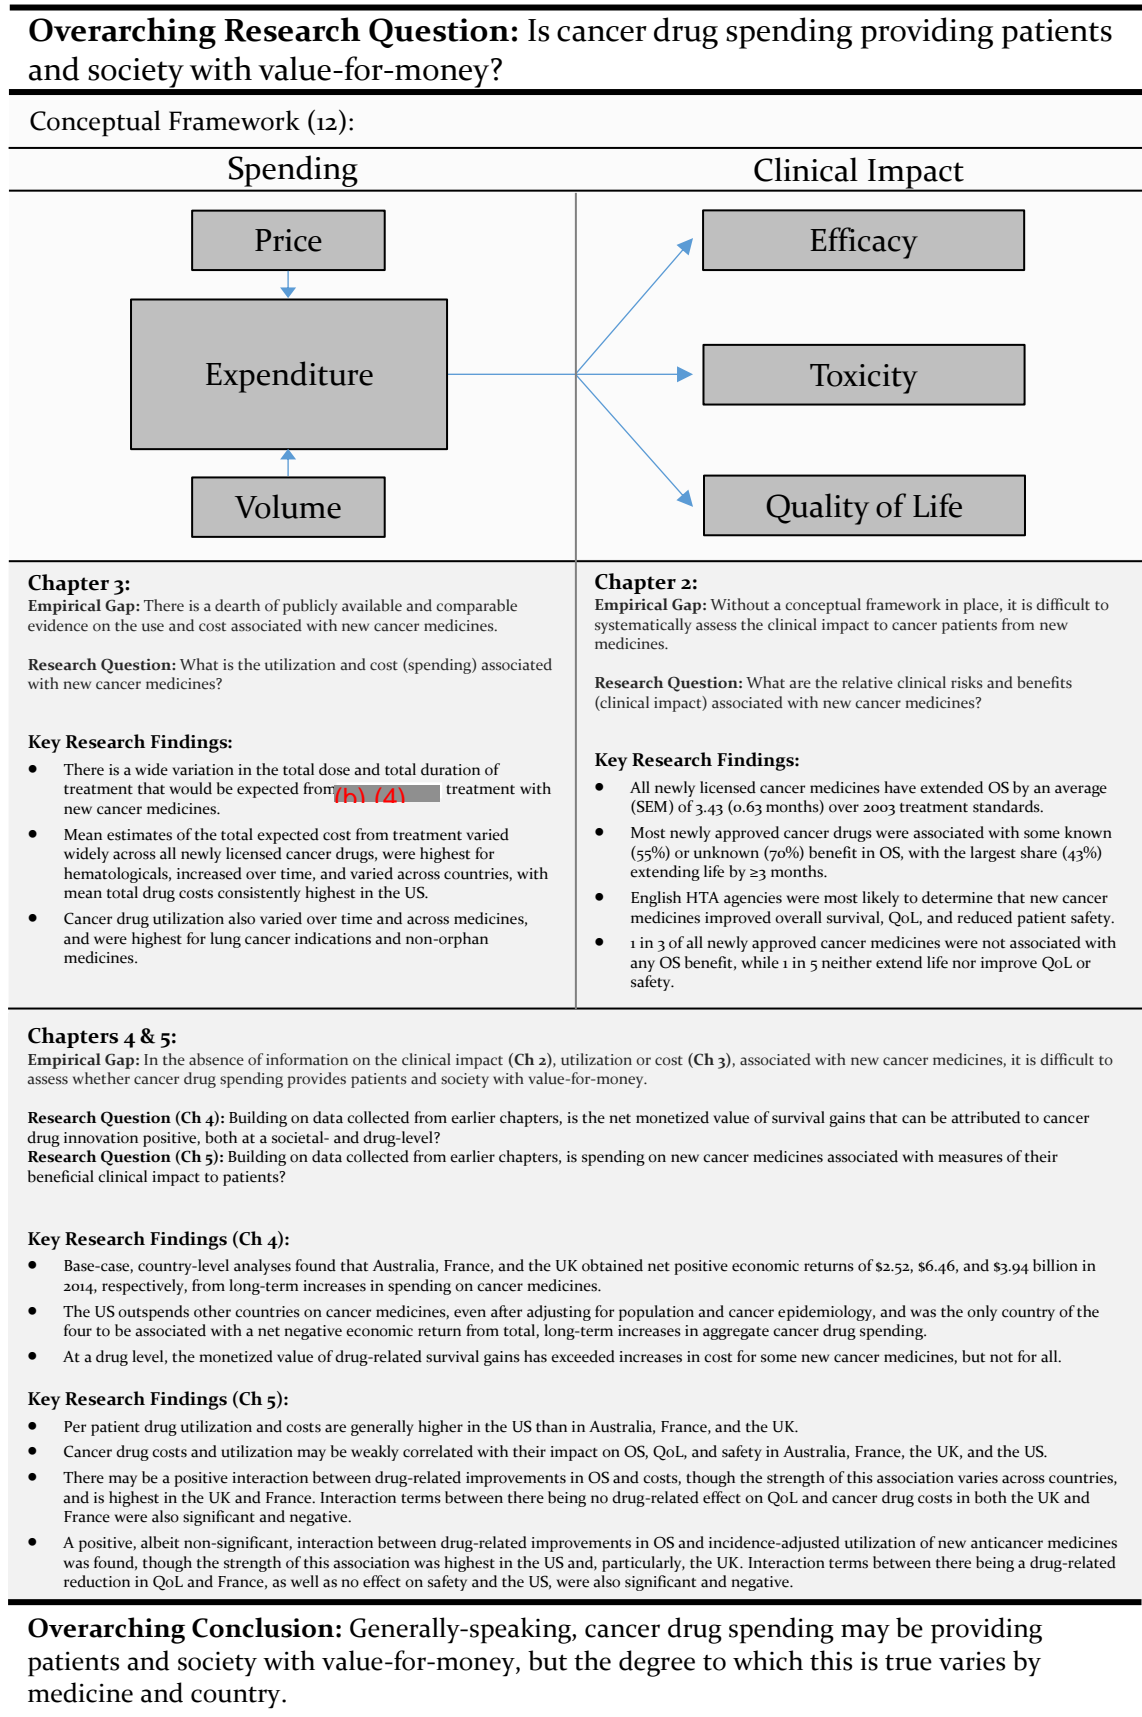 Overarching Research Question: Is cancer drug spending providing patients
and society with value-for-money?
Conceptual Framework (12):
Spending
Clinical Impact
Price
Efficacy
Expenditure
Toxicity
Volume
Quality of Life
Chapter 3:
Empirical Gap: There is a dearth of publicly available and comparable
evidence on the use and cost associated with new cancer medicines.
Research Question: What is the utilization and cost (spending) associated
with new cancer medicines?
Key Research Findings:
● There is a wide variation in the total dose and total duration of
treatment that would be expected from (b) (4) treatment with
new cancer medicines.
● Mean estimates of the total expected cost from treatment varied
widely across all newly licensed cancer drugs, were highest for
hematologicals, increased over time, and varied across countries, with
mean total drug costs consistently highest in the US.
● Cancer drug utilization also varied over time and across medicines,
and were highest for lung cancer indications and non-orphan
medicines.
Chapter 2:
Empirical Gap: Without a conceptual framework in place, it is difficult to
systematically assess the clinical impact to cancer patients from new
medicines.
Research Question: What are the relative clinical risks and benefits
(clinical impact) associated with new cancer medicines?
Key Research Findings:
● All newly licensed cancer medicines have extended OS by an average
(SEM) of 3.43 (0.63 months) over 2003 treatment standards.
● Most newly approved cancer drugs were associated with some known
(55%) or unknown (70%) benefit in OS, with the largest share (43%)
extending life by ≥3 months.
● English HTA agencies were most likely to determine that new cancer
medicines improved overall survival, QoL, and reduced patient safety.
● 1 in 3 of all newly approved cancer medicines were not associated with
any OS benefit, while 1 in 5 neither extend life nor improve QoL or
safety.
Chapters 4 & 5:
Empirical Gap: In the absence of information on the clinical impact (Ch 2), utilization or cost (Ch 3), associated with new cancer medicines, it is difficult to
assess whether cancer drug spending provides patients and society with value-for-money.
Research Question (Ch 4): Building on data collected from earlier chapters, is the net monetized value of survival gains that can be attributed to cancer
drug innovation positive, both at a societal- and drug-level?
Research Question (Ch 5): Building on data collected from earlier chapters, is spending on new cancer medicines associated with measures of their
beneficial clinical impact to patients?
Key Research Findings (Ch 4):
● Base-case, country-level analyses found that Australia, France, and the UK obtained net positive economic returns of $2.52, $6.46, and $3.94 billion in
2014, respectively, from long-term increases in spending on cancer medicines.
● The US outspends other countries on cancer medicines, even after adjusting for population and cancer epidemiology, and was the only country of the
four to be associated with a net negative economic return from total, long-term increases in aggregate cancer drug spending.
● At a drug level, the monetized value of drug-related survival gains has exceeded increases in cost for some new cancer medicines, but not for all.
Key Research Findings (Ch 5):
● Per patient drug utilization and costs are generally higher in the US than in Australia, France, and the UK.
● Cancer drug costs and utilization may be weakly correlated with their impact on OS, QoL, and safety in Australia, France, the UK, and the US.
● There may be a positive interaction between drug-related improvements in OS and costs, though the strength of this association varies across countries,
and is highest in the UK and France. Interaction terms between there being no drug-related effect on QoL and cancer drug costs in both the UK and
France were also significant and negative.
● A positive, albeit non-significant, interaction between drug-related improvements in OS and incidence-adjusted utilization of new anticancer medicines
was found, though the strength of this association was highest in the US and, particularly, the UK. Interaction terms between there being a drug-related
reduction in QoL and France, as well as no effect on safety and the US, were also significant and negative.
Overarching Conclusion: Generally-speaking, cancer drug spending may be providing
patients and society with value-for-money, but the degree to which this is true varies by
medicine and country.